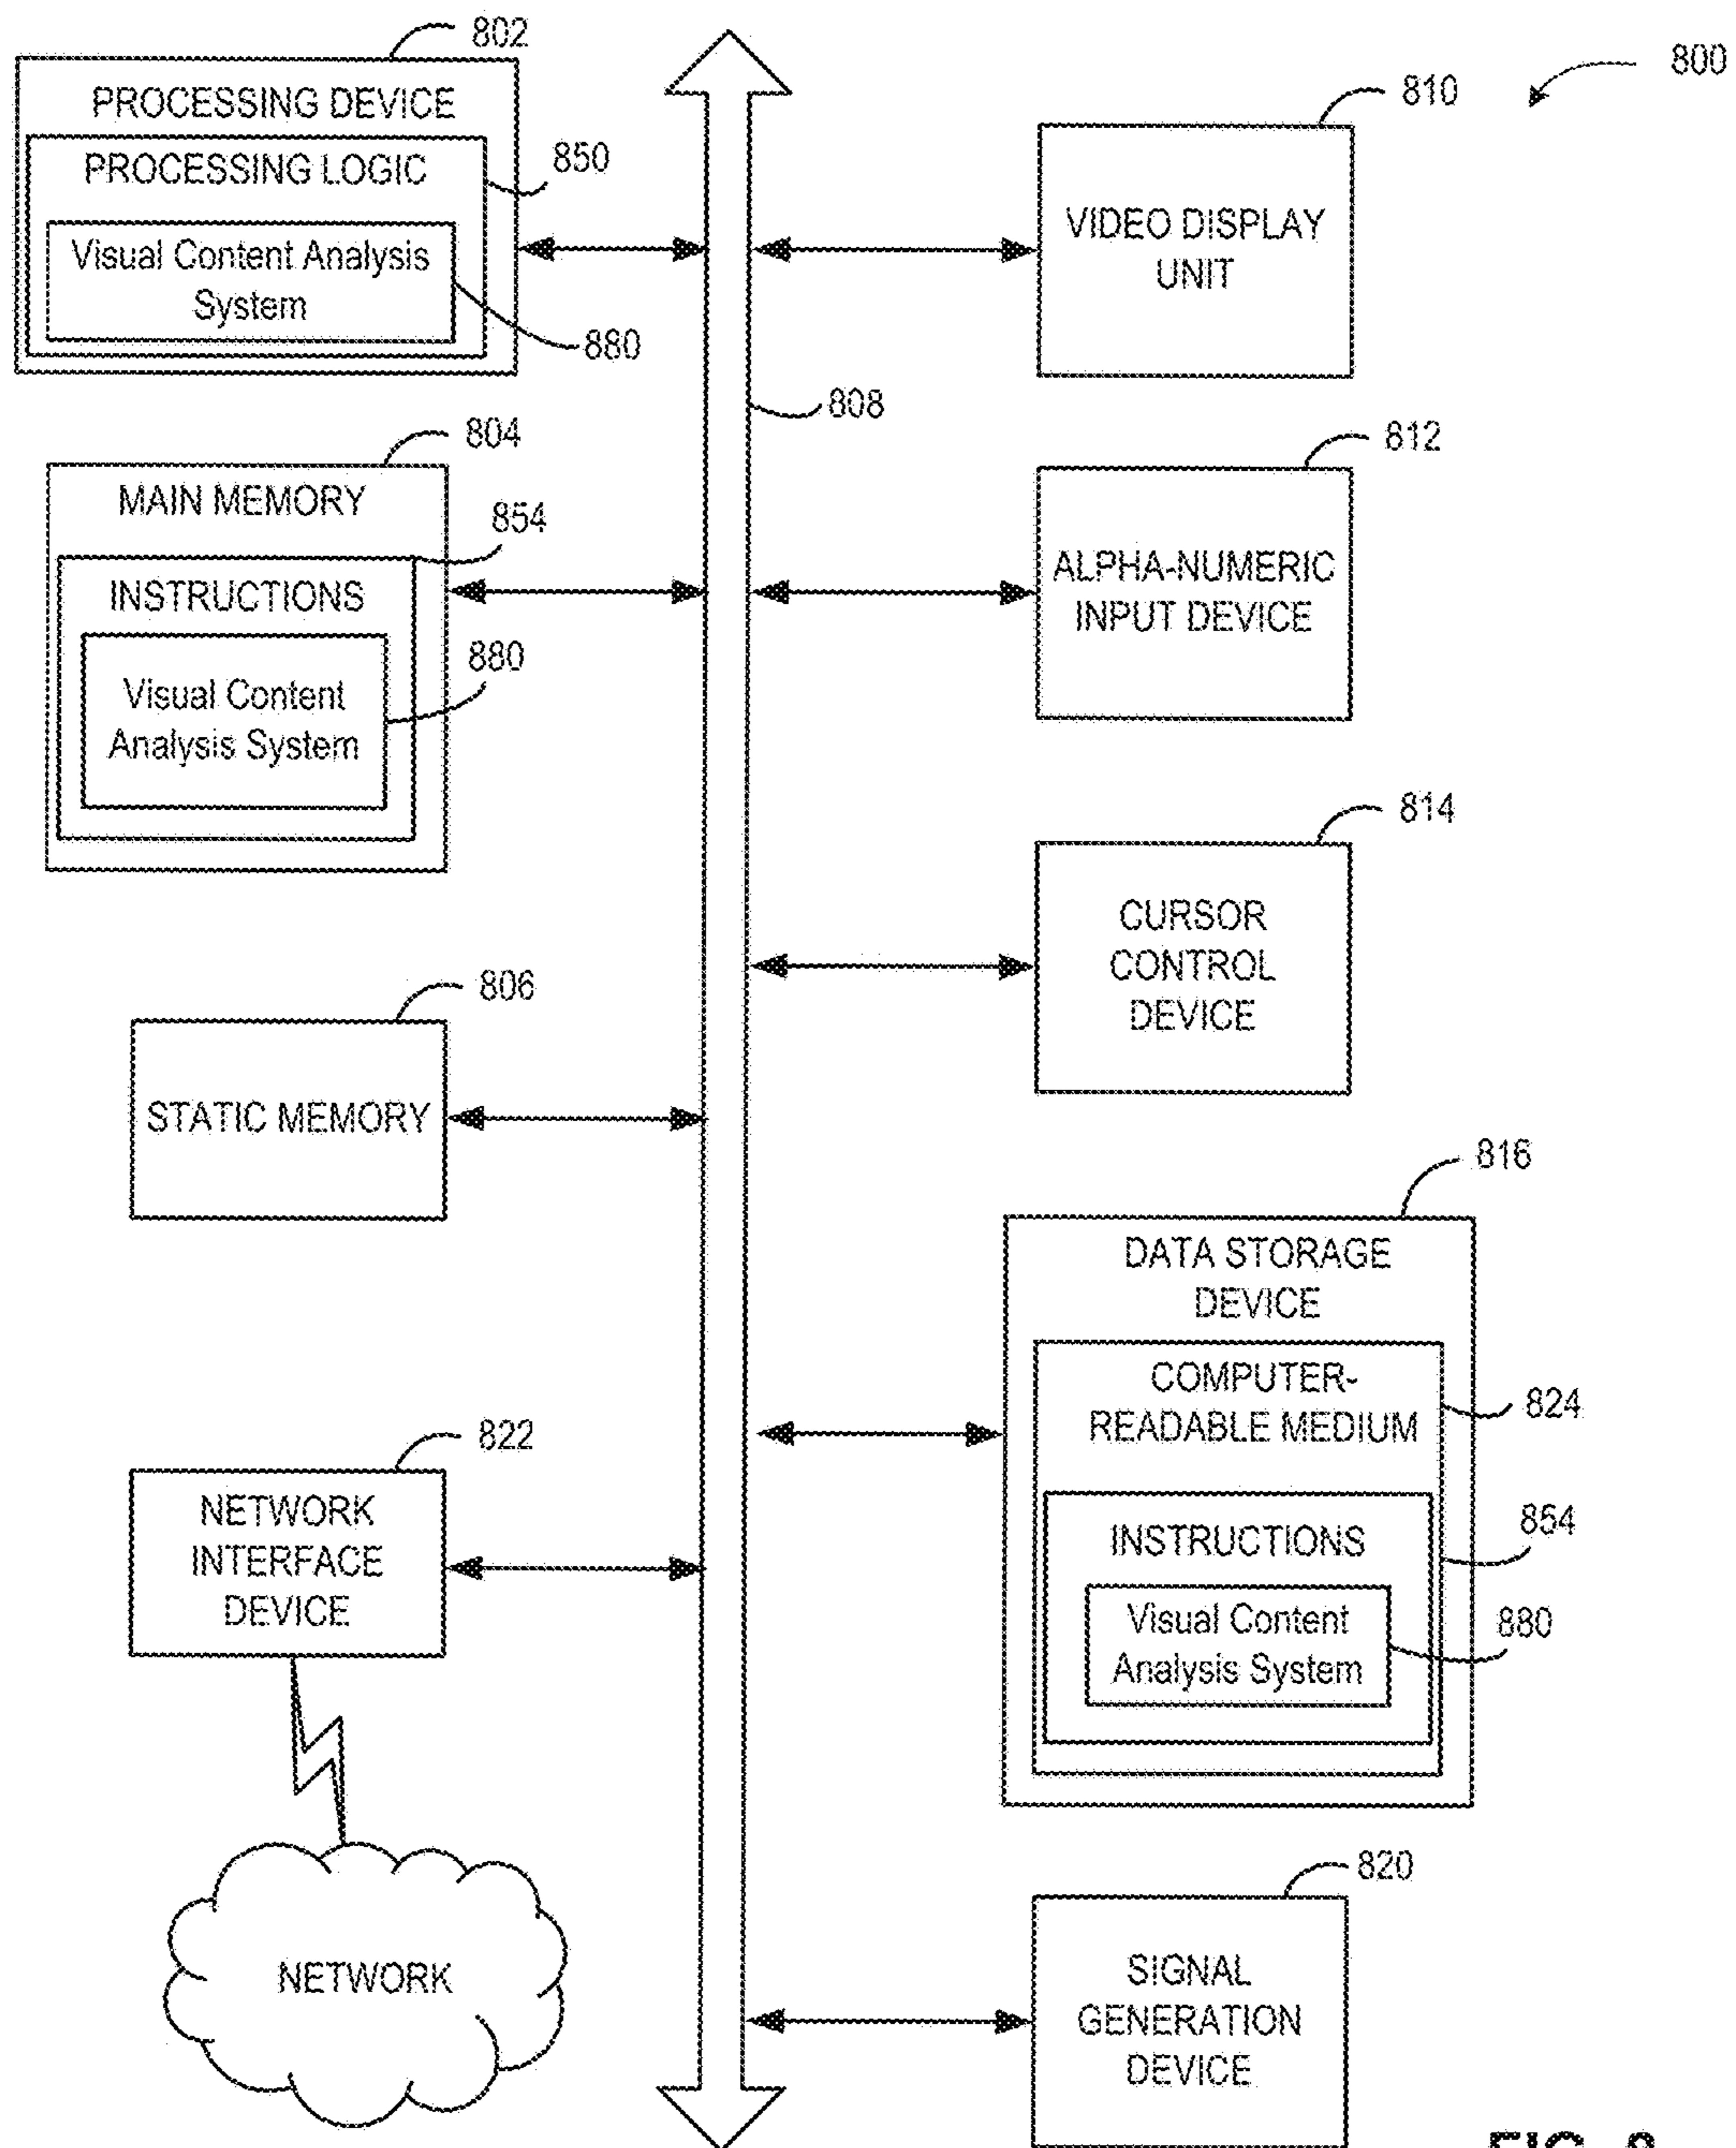 802
PROCESSING DEVICE
PROCESSING LOGIC
850
Visual Content Analysis
System
880
804
MAIN MEMORY
854
INSTRUCTIONS
880
Visual Content
Analysis System
806
STATIC MEMORY
822
NETWORK
INTERFACE
DEVICE
NETWORK
808
800
810
VIDEO DISPLAY
UNIT
812
ALPHA-NUMERIC
INPUT DEVICE
814
CURSOR
CONTROL
DEVICE
816
DATA STORAGE
DEVICE
COMPUTER-
READABLE MEDIUM
824
INSTRUCTIONS
854
Visual Content
Analysis System
880
820
SIGNAL
GENERATION
DEVICE